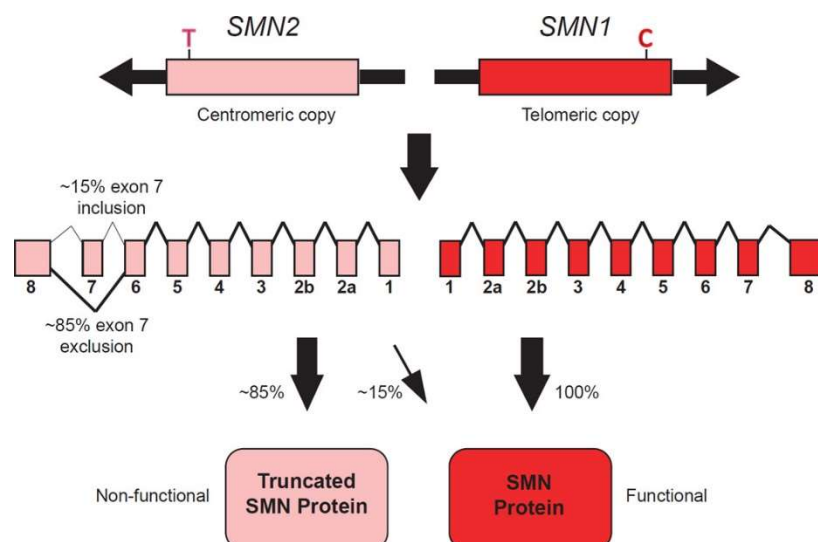 SMN2 SMN1
T C
Centromeric copy Telomeric copy
~15% exon 7
inclusion
8 7 6 5 4 3 2b 2a 1 1 2a 2b 3 4 5 6 7 8
~85% exon 7
exclusion
~85% ~15% 100%
Non-functional
Truncated
SMN Protein
SMN
Protein
Functional